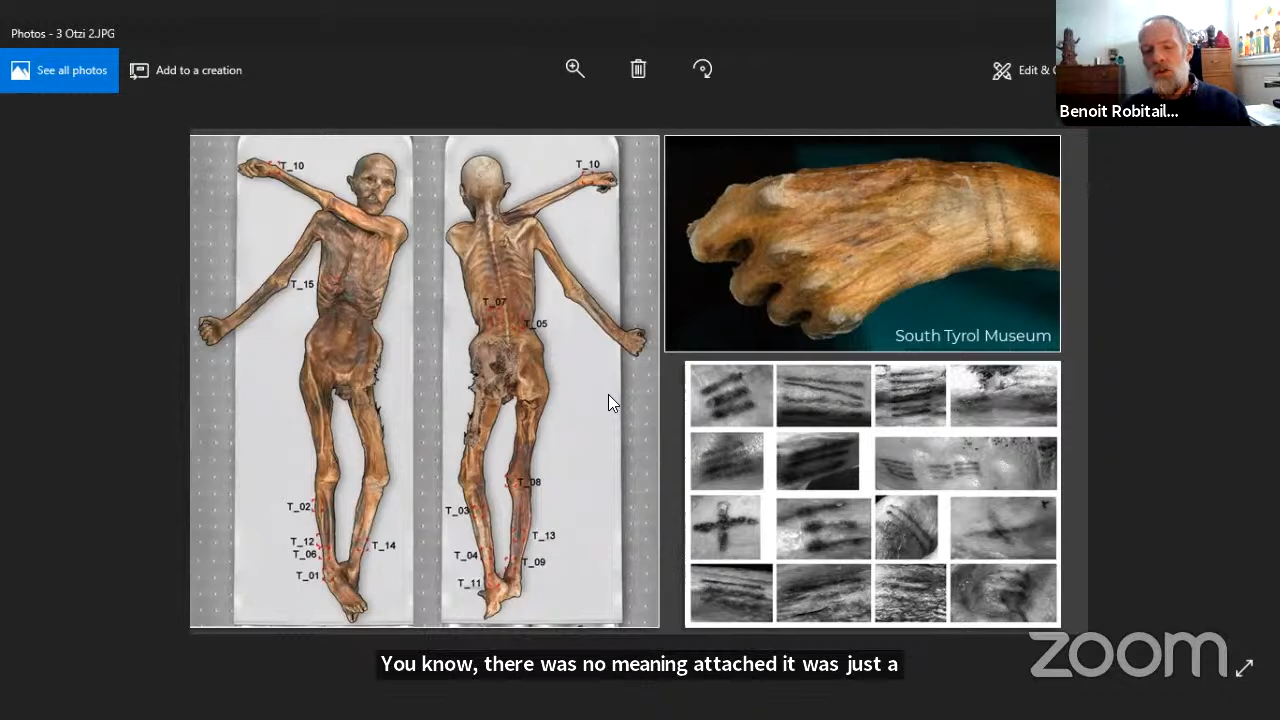 Photos - 3 Otzi 2.JPG
See all photos
Add to a creation
Edit &
Benoit Robitail...
T_10
T_10
T_15
T_07
T_05
T_02
T_08
T_03
T_12
T_06
T_14
T_13
T_04
T_09
T_01
T_11
South Tyrol Museum
You know, there was no meaning attached it was just a
zoom